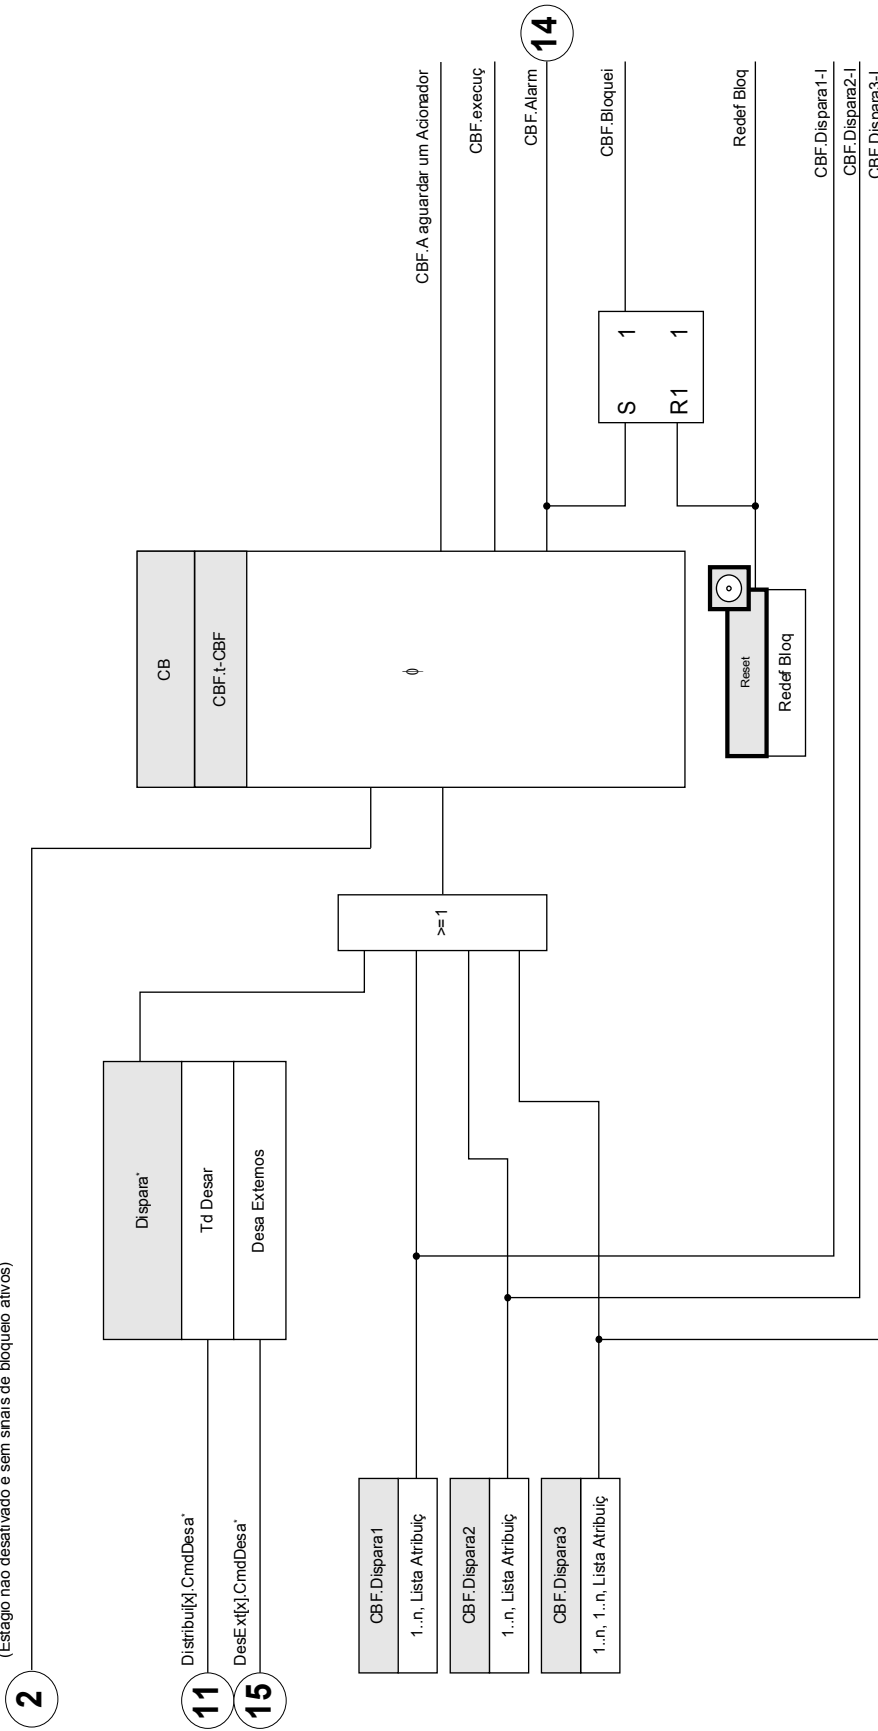 (Estágio não desativado e sem sinais de bloqueio ativos)
2
Distribui[x].CmdDesa*
11
DesExt[x].CmdDesa*
15
Dispara*
Td Desar
Desa Externos
CBF.Dispara1
1..n, Lista Atribuiç
CBF.Dispara2
1..n, Lista Atribuiç
CBF.Dispara3
1..n, 1..n, Lista Atribuiç
>=1
CB
CBF.t-CBF
ϕ
CBF.A aguardar um Acionador
CBF.execuç
CBF.Alarm
14
S 1
R1 1
CBF.Bloquei
Reset
Redef Bloq
Redef Bloq
CBF.Dispara1-I
CBF.Dispara2-I
CBF.Dispara3-I